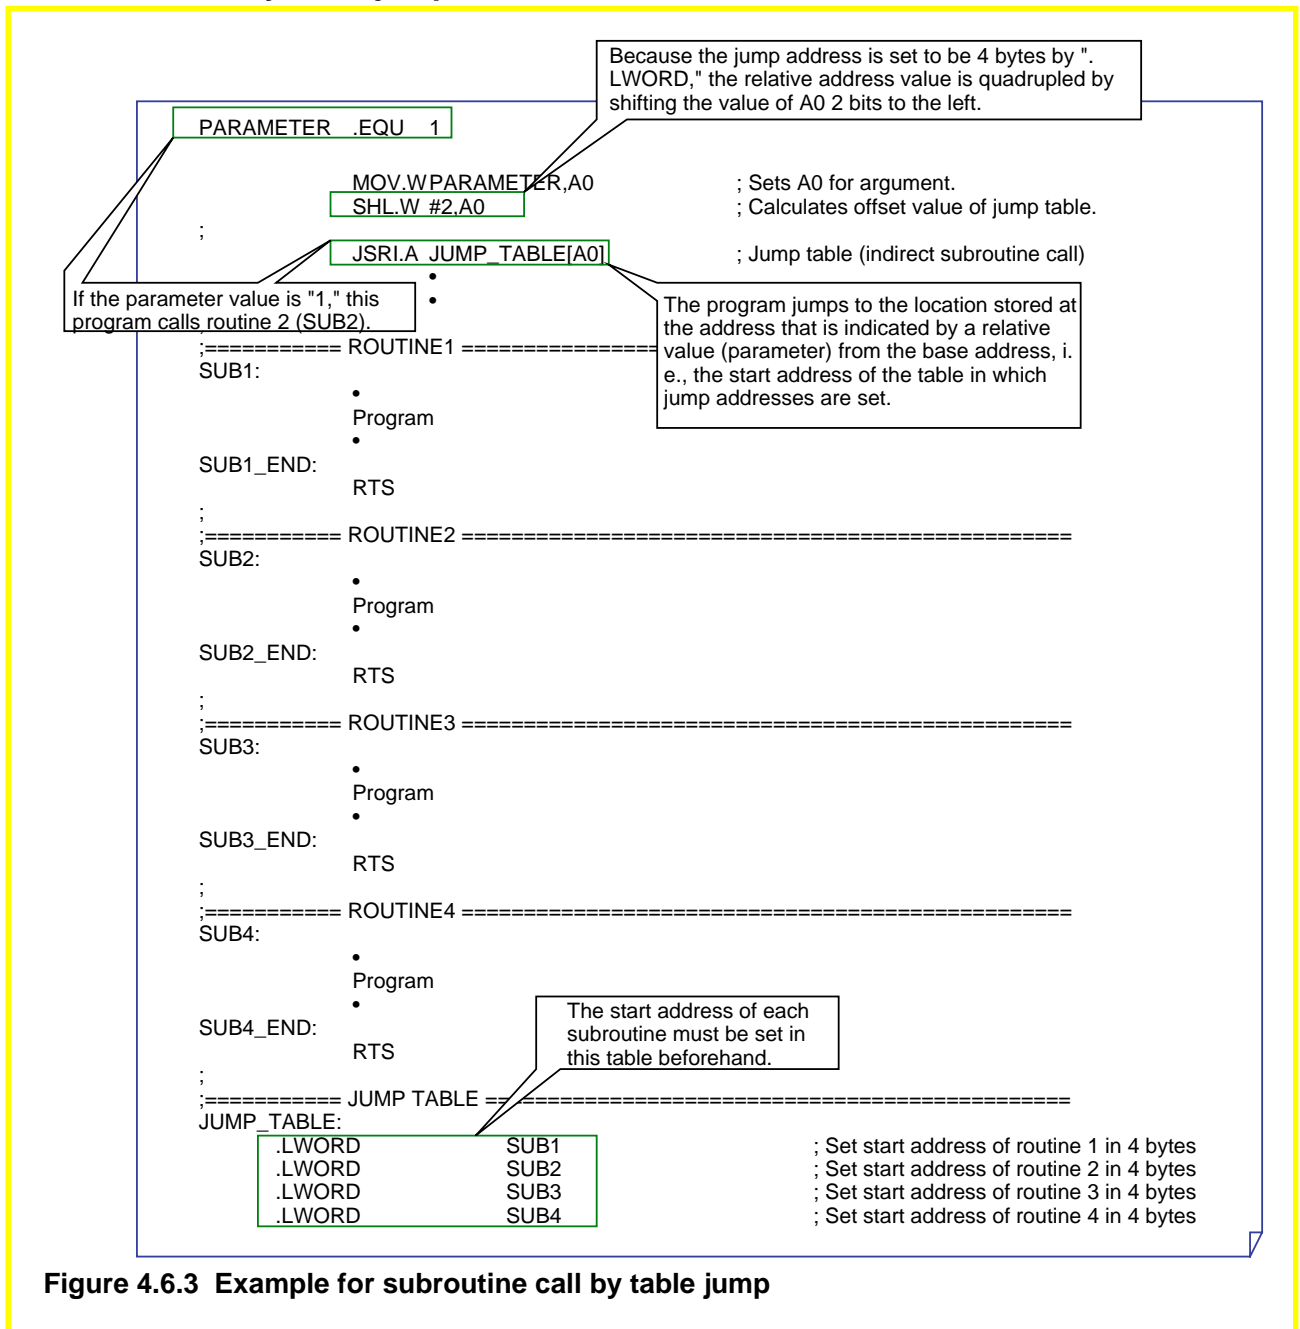 Because the jump address is set to be 4 bytes by ".
LWORD," the relative address value is quadrupled by
shifting the value of A0 2 bits to the left.
PARAMETER .EQU 1
MOV.W PARAMETER,A0 ; Sets A0 for argument.
SHL.W #2,A0 ; Calculates offset value of jump table.
;
JSRI.A JUMP_TABLE[A0] ; Jump table (indirect subroutine call)
•
•
If the parameter value is "1," this
program calls routine 2 (SUB2).
The program jumps to the location stored at
the address that is indicated by a relative
value (parameter) from the base address, i.
e., the start address of the table in which
jump addresses are set.
;=========== ROUTINE1 ================
SUB1:
•
Program
•
SUB1_END:
RTS
;
;=========== ROUTINE2 =================================================
SUB2:
•
Program
•
SUB2_END:
RTS
;
;=========== ROUTINE3 =================================================
SUB3:
•
Program
•
SUB3_END:
RTS
;
;=========== ROUTINE4 =================================================
SUB4:
•
Program
•
SUB4_END:
RTS
The start address of each
subroutine must be set in
this table beforehand.
;
;=========== JUMP TABLE ===============================================
JUMP_TABLE:
.LWORD SUB1 ; Set start address of routine 1 in 4 bytes
.LWORD SUB2 ; Set start address of routine 2 in 4 bytes
.LWORD SUB3 ; Set start address of routine 3 in 4 bytes
.LWORD SUB4 ; Set start address of routine 4 in 4 bytes
Figure 4.6.3 Example for subroutine call by table jump